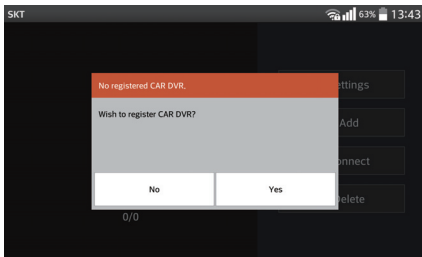 SKT 63% 13:43
No registered CAR DVR,
Wish to register CAR DVR?
No Yes
ettings
Add
nnect
elete
0/0